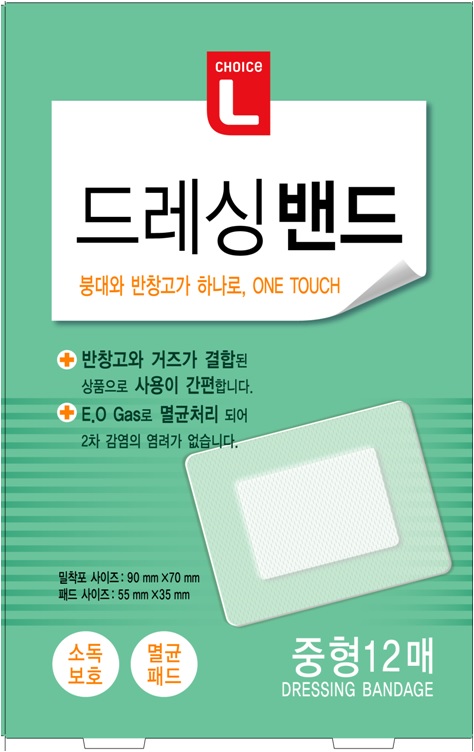 CHOICE
L
드레싱밴드
붕대와 반창고가 하나로, ONE TOUCH
반창고와 거즈가 결합된
상품으로 사용이 간편합니다.
E.O Gas로 멸균처리 되어
2차 감염의 염려가 없습니다.
밀착포 사이즈 : 90 mm ×70 mm
패드 사이즈 : 55 mm ×35 mm
소독
보호
멸균
패드
중형12매
DRESSING BANDAGE